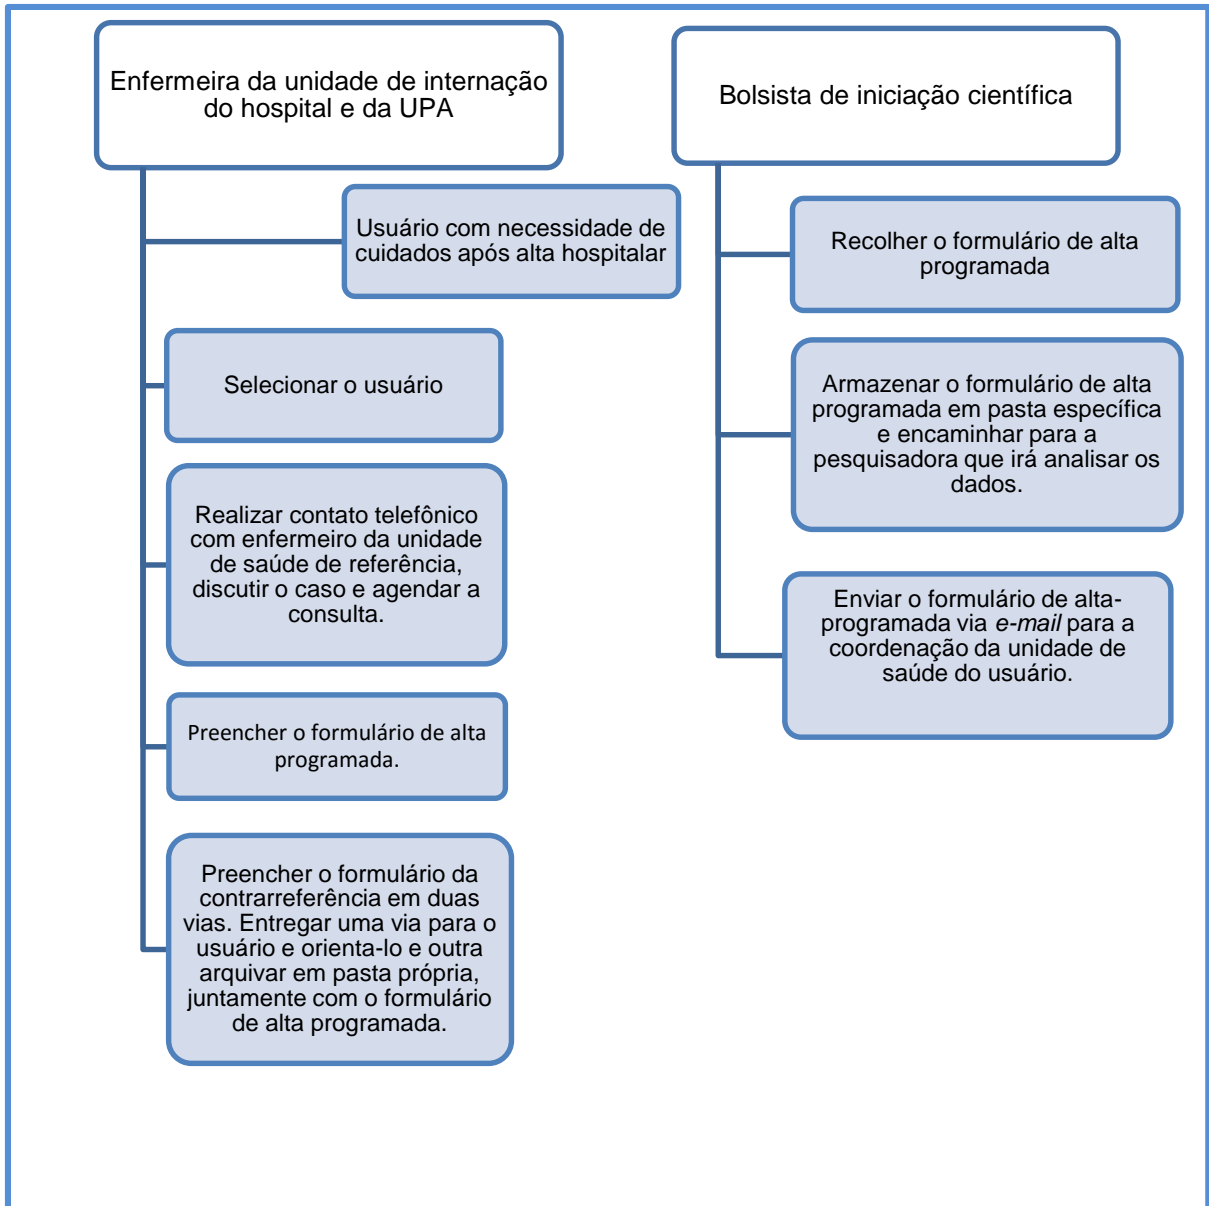 Enfermeira da unidade de internação
do hospital e da UPA
Usuário com necessidade de
cuidados após alta hospitalar
Selecionar o usuário
Realizar contato telefônico
com enfermeiro da unidade
de saúde de referência,
discutir o caso e agendar a
consulta.
Preencher o formulário de alta
programada.
Preencher o formulário da
contrarreferência em duas
vias. Entregar uma via para o
usuário e orienta-lo e outra
arquivar em pasta própria,
juntamente com o formulário
de alta programada.
Bolsista de iniciação científica
Recolher o formulário de alta
programada
Armazenar o formulário de alta
programada em pasta específica
e encaminhar para a
pesquisadora que irá analisar os
dados.
Enviar o formulário de alta-
programada via e-mail para a
coordenação da unidade de
saúde do usuário.